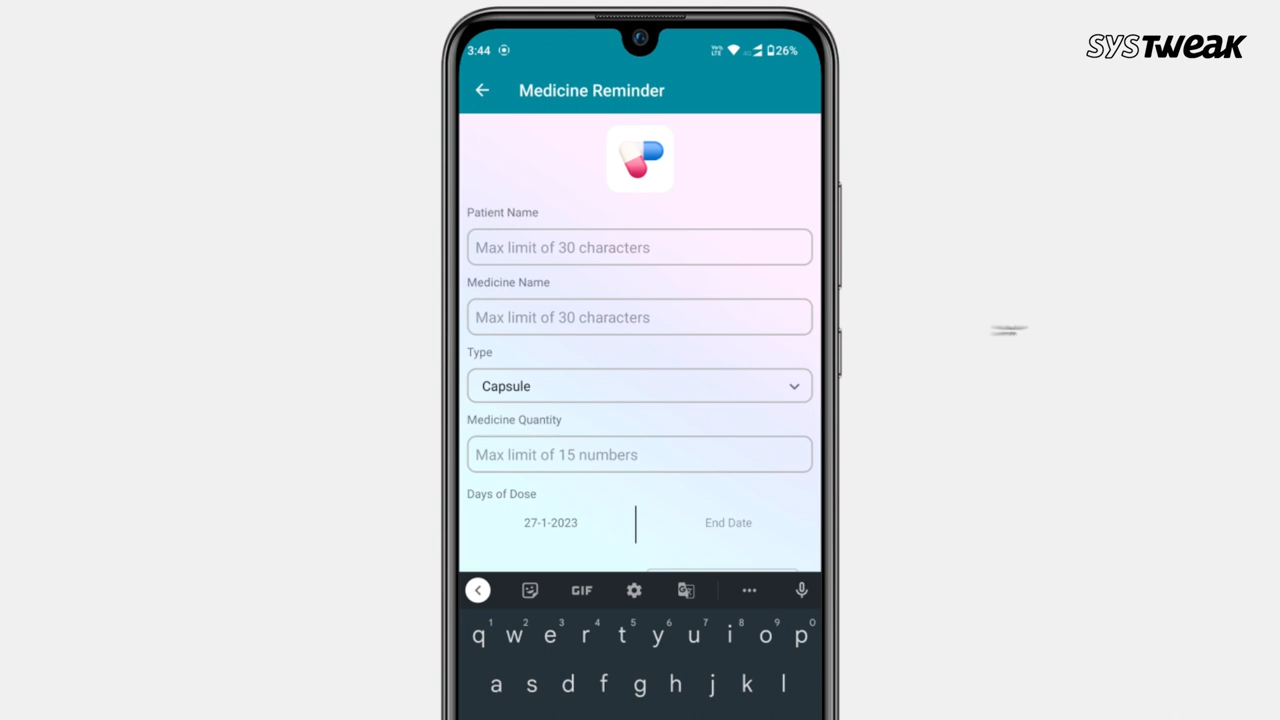 SYSTWEAK
3:44 VoLTE 4G 26%
Medicine Reminder
Patient Name
Max limit of 30 characters
Medicine Name
Max limit of 30 characters
Type
Capsule
Medicine Quantity
Max limit of 15 numbers
Days of Dose
27-1-2023 End Date
GIF G
1 2 3 4 5 6 7 8 9 0
q w e r t y u i o p
a s d f g h j k l